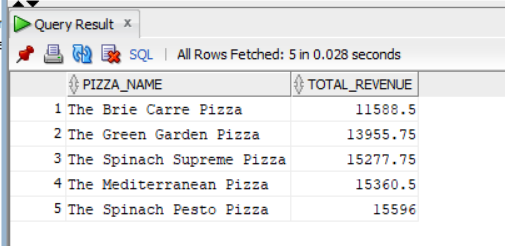 Query Result x
SQL | All Rows Fetched: 5 in 0.028 seconds
PIZZA_NAME TOTAL_REVENUE
1 The Brie Carre Pizza 11588.5
2 The Green Garden Pizza 13955.75
3 The Spinach Supreme Pizza 15277.75
4 The Mediterranean Pizza 15360.5
5 The Spinach Pesto Pizza 15596